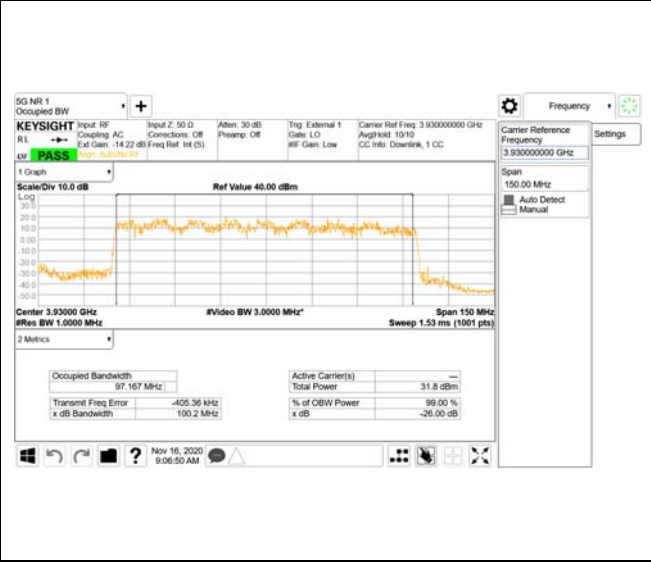 5G NR 1
Occupied BW
Frequency
KEYSIGHT
R L
PASS
Input: RF
Coupling: AC
Ext Gain: -14.22 dB
Align: Auto/No RF
Input Z: 50 Ω
Corrections: Off
Freq Ref: Int (S)
Atten: 30 dB
Preamp: Off
Trig: External 1
Gate: LO
#IF Gain: Low
Carrier Ref Freq: 3.930000000 GHz
Avg|Hold: 10/10
CC Info: Downlink, 1 CC
Carrier Reference
Frequency
3.930000000 GHz
Settings
Span
150.00 MHz
Auto Detect
Manual
1 Graph
Scale/Div 10.0 dB
Ref Value 40.00 dBm
Log
30.0
20.0
10.0
0.00
-10.0
-20.0
-30.0
-40.0
-50.0
Center 3.93000 GHz
#Video BW 3.0000 MHz*
Span 150 MHz
#Res BW 1.0000 MHz
Sweep 1.53 ms (1001 pts)
2 Metrics
Occupied Bandwidth
97.167 MHz
Transmit Freq Error -405.36 kHz
x dB Bandwidth 100.2 MHz
Active Carrier(s) —
Total Power 31.8 dBm
% of OBW Power 99.00 %
x dB -26.00 dB
Nov 16, 2020
9:06:50 AM